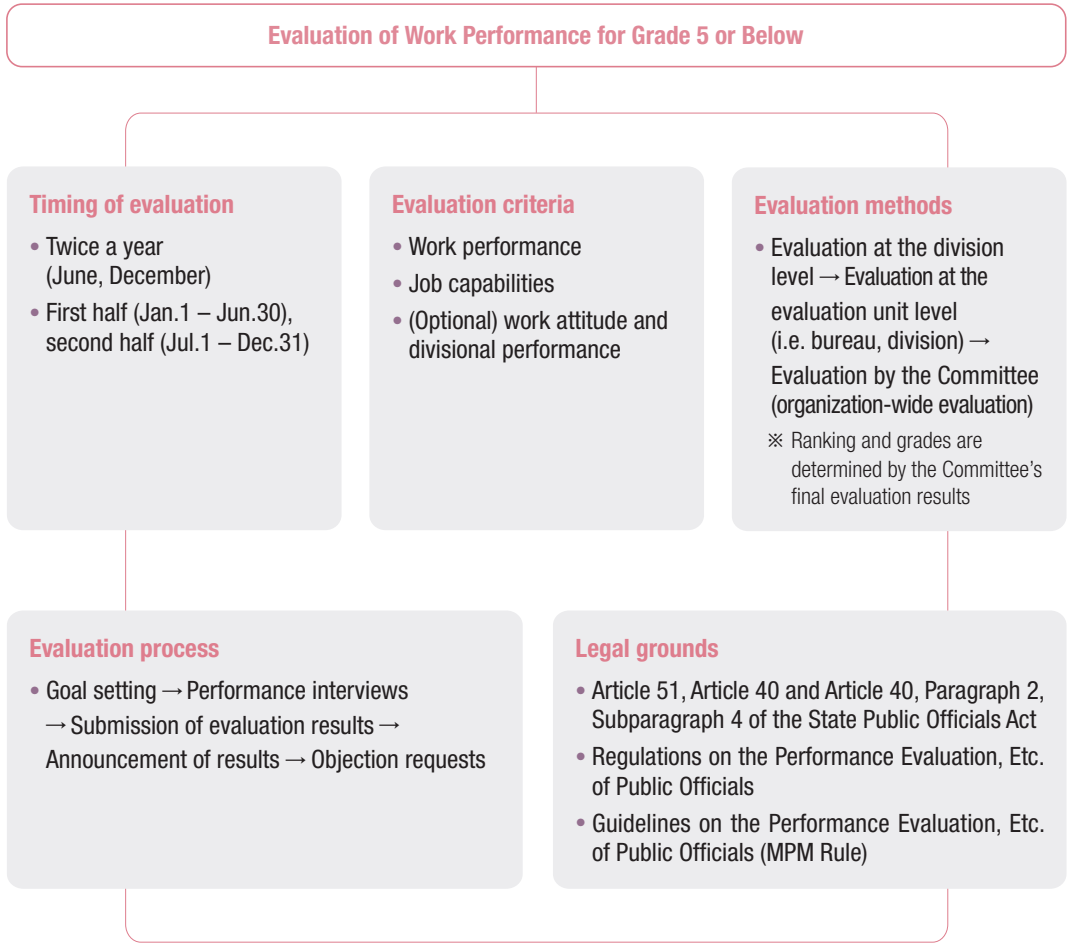 Evaluation of Work Performance for Grade 5 or Below
Timing of evaluation
• Twice a year
(June, December)
• First half (Jan.1 – Jun.30),
second half (Jul.1 – Dec.31)
Evaluation criteria
• Work performance
• Job capabilities
• (Optional) work attitude and
divisional performance
Evaluation methods
• Evaluation at the division
level → Evaluation at the
evaluation unit level
(i.e. bureau, division) →
Evaluation by the Committee
(organization-wide evaluation)
※ Ranking and grades are
determined by the Committee's
final evaluation results
Evaluation process
• Goal setting → Performance interviews
→ Submission of evaluation results →
Announcement of results → Objection requests
Legal grounds
• Article 51, Article 40 and Article 40, Paragraph 2,
Subparagraph 4 of the State Public Officials Act
• Regulations on the Performance Evaluation, Etc.
of Public Officials
• Guidelines on the Performance Evaluation, Etc.
of Public Officials (MPM Rule)